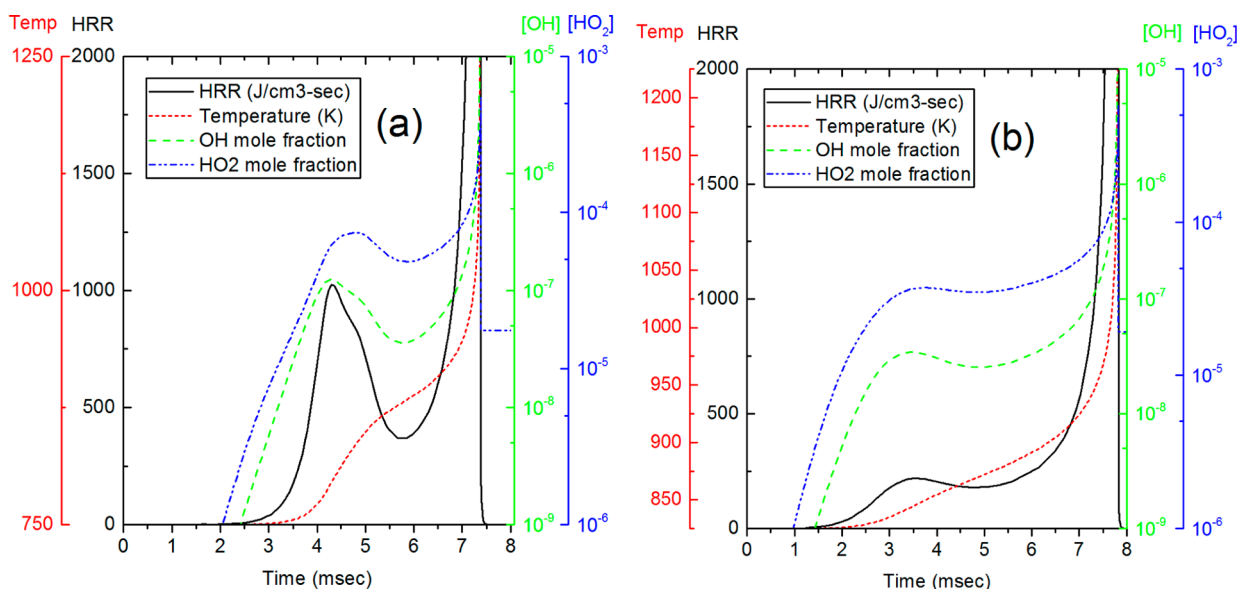 Temp HRR [OH] [HO2]
1250 2000 10^-5 10^-3
HRR (J/cm3-sec)
Temperature (K)
OH mole fraction
HO2 mole fraction
(a)
1500 10^-6 10^-4
1000 1000 10^-7
500 10^-8 10^-5
750 0 10^-9 10^-6
0 1 2 3 4 5 6 7 8
Time (msec)
Temp HRR [OH] [HO2]
2000 10^-5 10^-3
1200
HRR (J/cm3-sec)
Temperature (K)
OH mole fraction
HO2 mole fraction
(b)
1150 1500 10^-6
1100 10^-4
1050
1000 1000 10^-7
950 10^-5
900 500 10^-8
850
0 10^-9 10^-6
0 1 2 3 4 5 6 7 8
Time (msec)